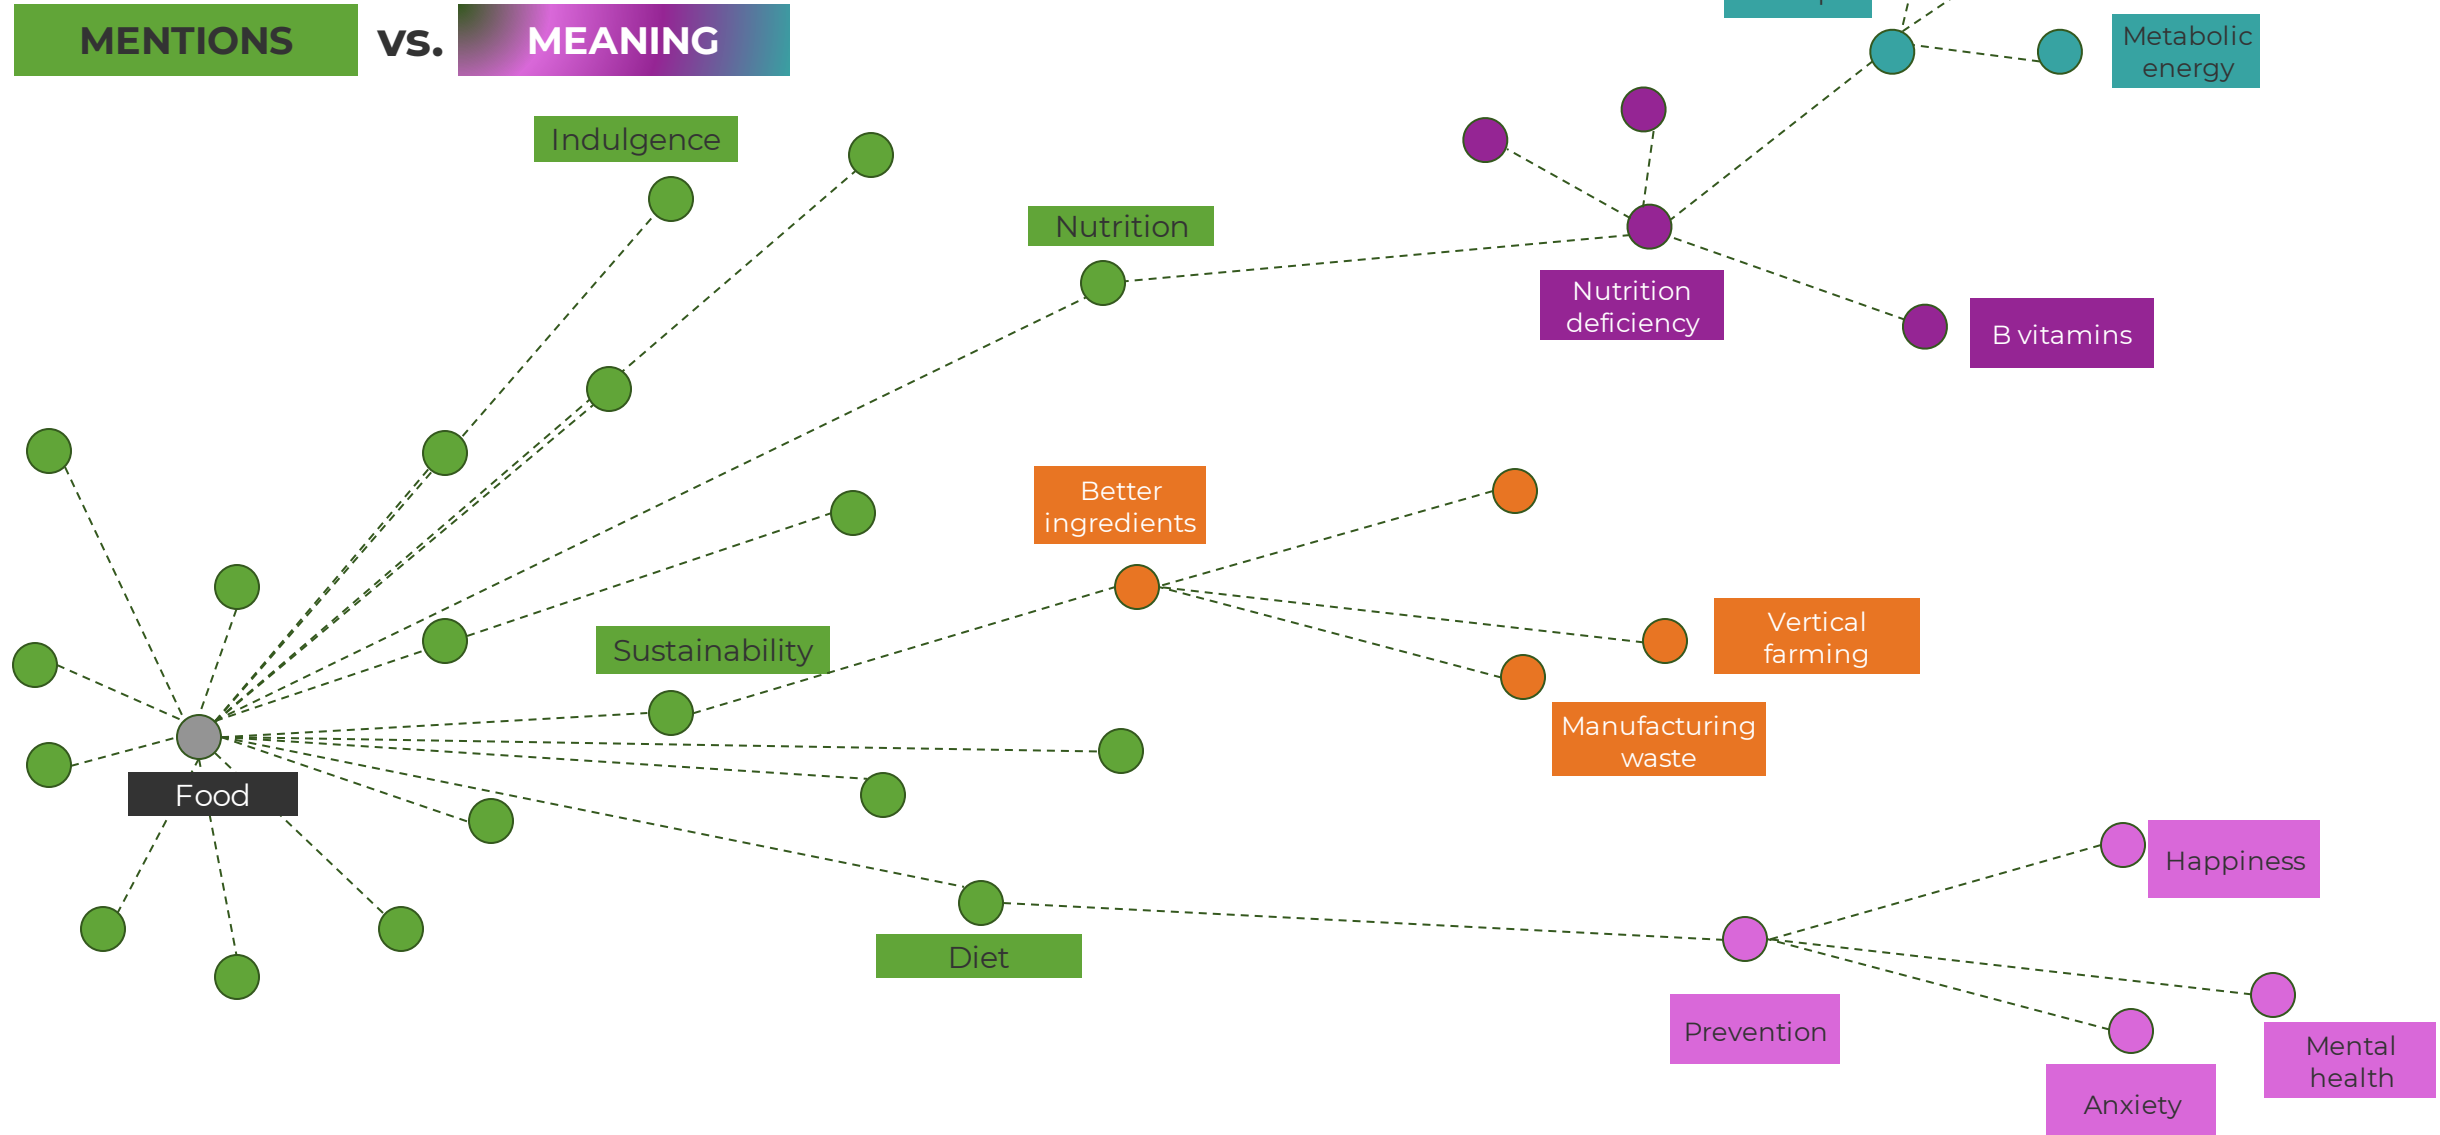 MENTIONS vs. MEANING
Metabolic
energy
Indulgence
Nutrition
Nutrition
deficiency
B vitamins
Better
ingredients
Vertical
farming
Sustainability
Manufacturing
waste
Food
Happiness
Diet
Prevention
Mental
health
Anxiety